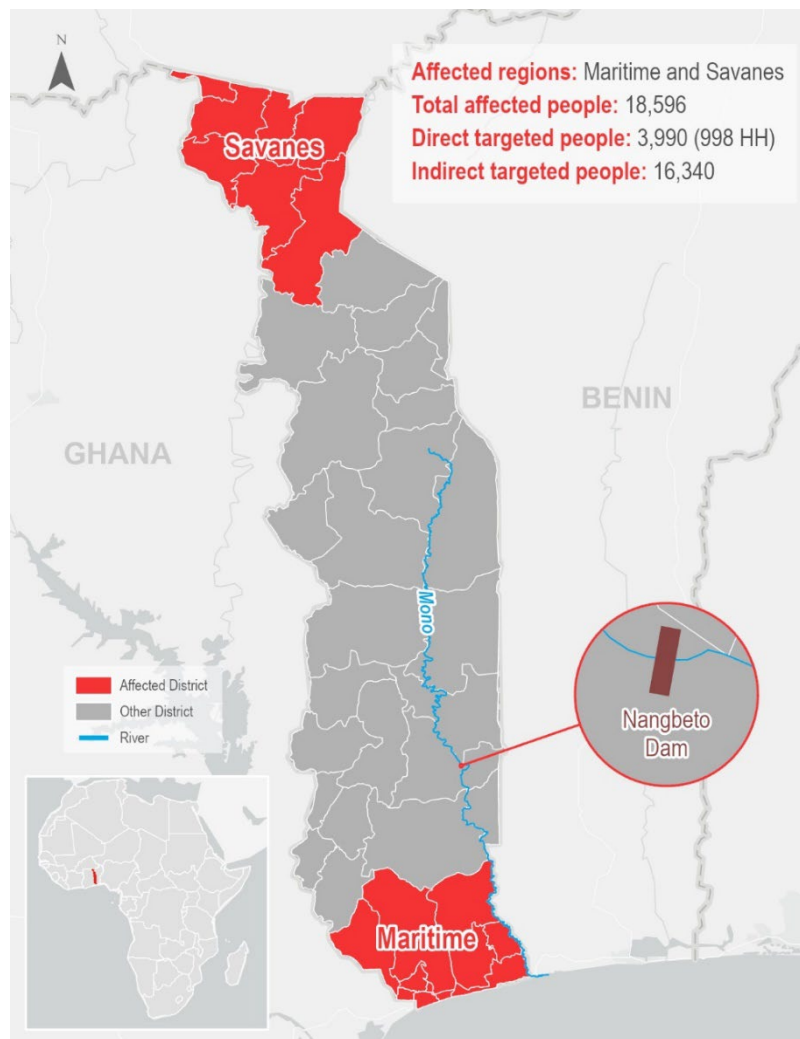 N
Affected regions: Maritime and Savanes
Total affected people: 18,596
Direct targeted people: 3,990 (998 HH)
Indirect targeted people: 16,340
Savanes
BENIN
GHANA
Mono
Affected District
Other District
River
Nangbeto
Dam
Maritime